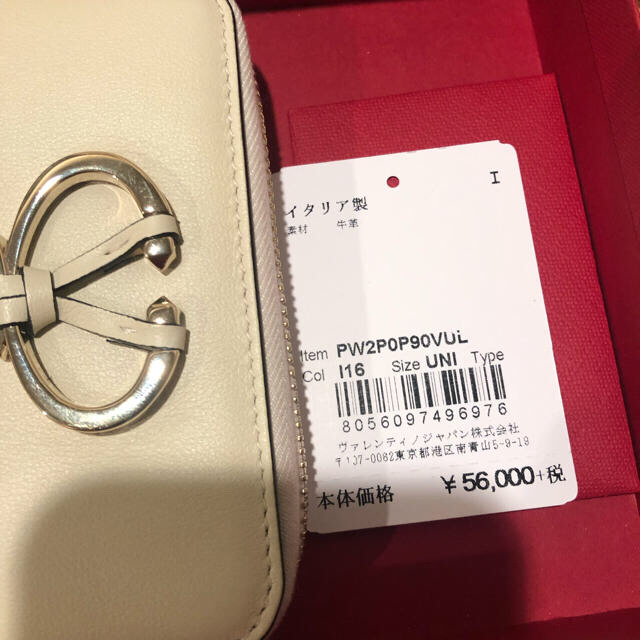 I
イタリア製
素材 牛革
Item PW2P0P90VUL
Col I16 Size UNI Type
8056097496976
ヴァレンティノジャパン株式会社
〒107-0062東京都港区南青山5-9-19
本体価格 ¥56,000+税